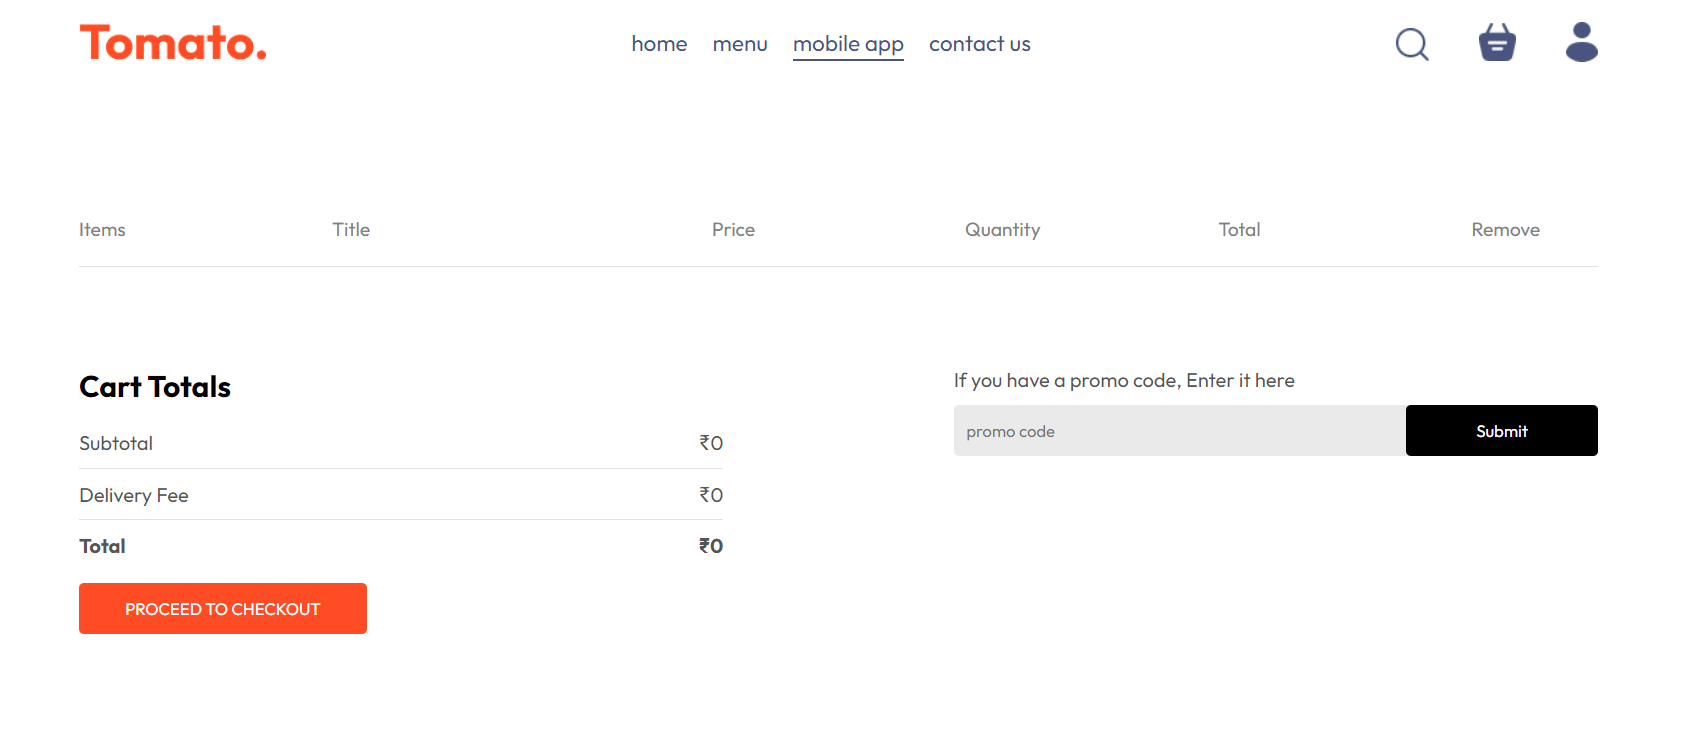 Tomato.
home menu mobile app contact us
Items Title Price Quantity Total Remove
Cart Totals
Subtotal ₹0
Delivery Fee ₹0
Total ₹0
PROCEED TO CHECKOUT
If you have a promo code, Enter it here
promo code Submit